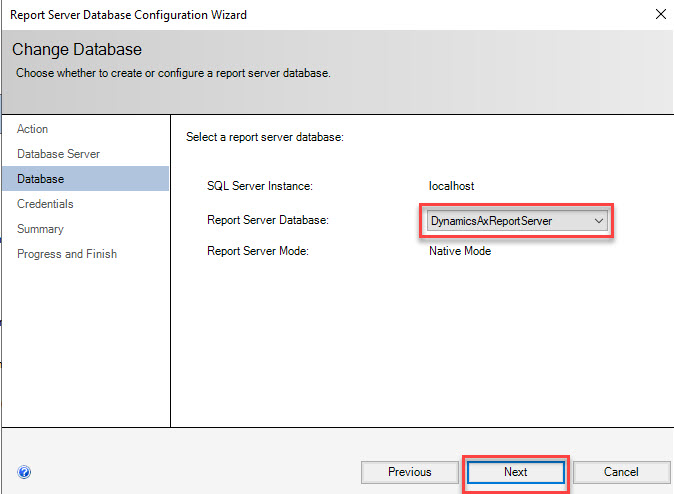 Report Server Database Configuration Wizard
Change Database
Choose whether to create or configure a report server database.
Action
Database Server
Database
Credentials
Summary
Progress and Finish
Select a report server database:
SQL Server Instance: localhost
Report Server Database: DynamicsAxReportServer
Report Server Mode: Native Mode
Previous Next Cancel